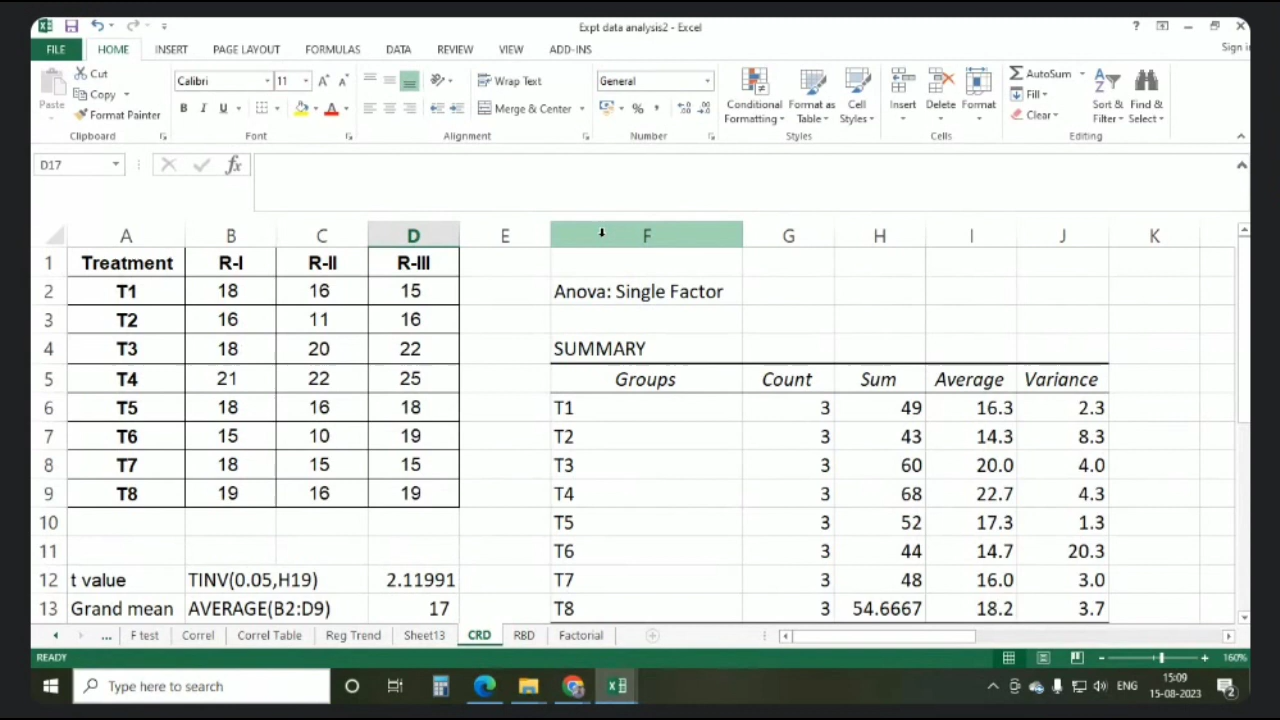 Expt data analysis2 - Excel
?
FILE HOME INSERT PAGE LAYOUT FORMULAS DATA REVIEW VIEW ADD-INS
Paste
Cut
Copy
Format Painter
Clipboard
Calibri 11
B I U
Font
Wrap Text
Merge & Center
Alignment
General
%
Number
Conditional Formatting
Format as Table
Cell Styles
Styles
Insert Delete Format
Cells
AutoSum
Fill
Clear
Sort & Filter
Find & Select
Editing
D17 fx
A B C D E F G H I J K
1 Treatment R-I R-II R-III
2 T1 18 16 15 Anova: Single Factor
3 T2 16 11 16
4 T3 18 20 22 SUMMARY
5 T4 21 22 25 Groups Count Sum Average Variance
6 T5 18 16 18 T1 3 49 16.3 2.3
7 T6 15 10 19 T2 3 43 14.3 8.3
8 T7 18 15 15 T3 3 60 20.0 4.0
9 T8 19 16 19 T4 3 68 22.7 4.3
10 T5 3 52 17.3 1.3
11 T6 3 44 14.7 20.3
12 t value TINV(0.05,H19) 2.11991 T7 3 48 16.0 3.0
13 Grand mean AVERAGE(B2:D9) 17 T8 3 54.6667 18.2 3.7
... F test Correl Correl Table Reg Trend Sheet13 CRD RBD Factorial
READY 160%
Type here to search
ENG
15:09
15-08-2023
2